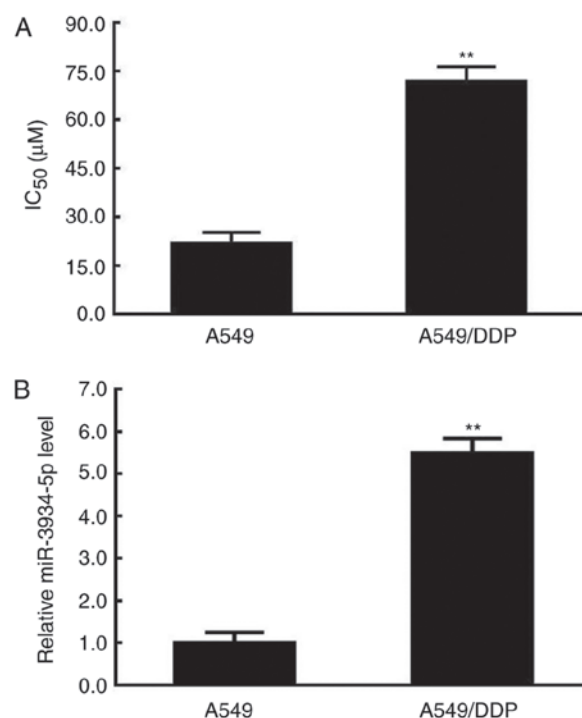 A
90.0
75.0
60.0
45.0
30.0
15.0
0.0
IC50 (μM)
**
A549
A549/DDP
B
7.0
6.0
5.0
4.0
3.0
2.0
1.0
0.0
Relative miR-3934-5p level
**
A549
A549/DDP